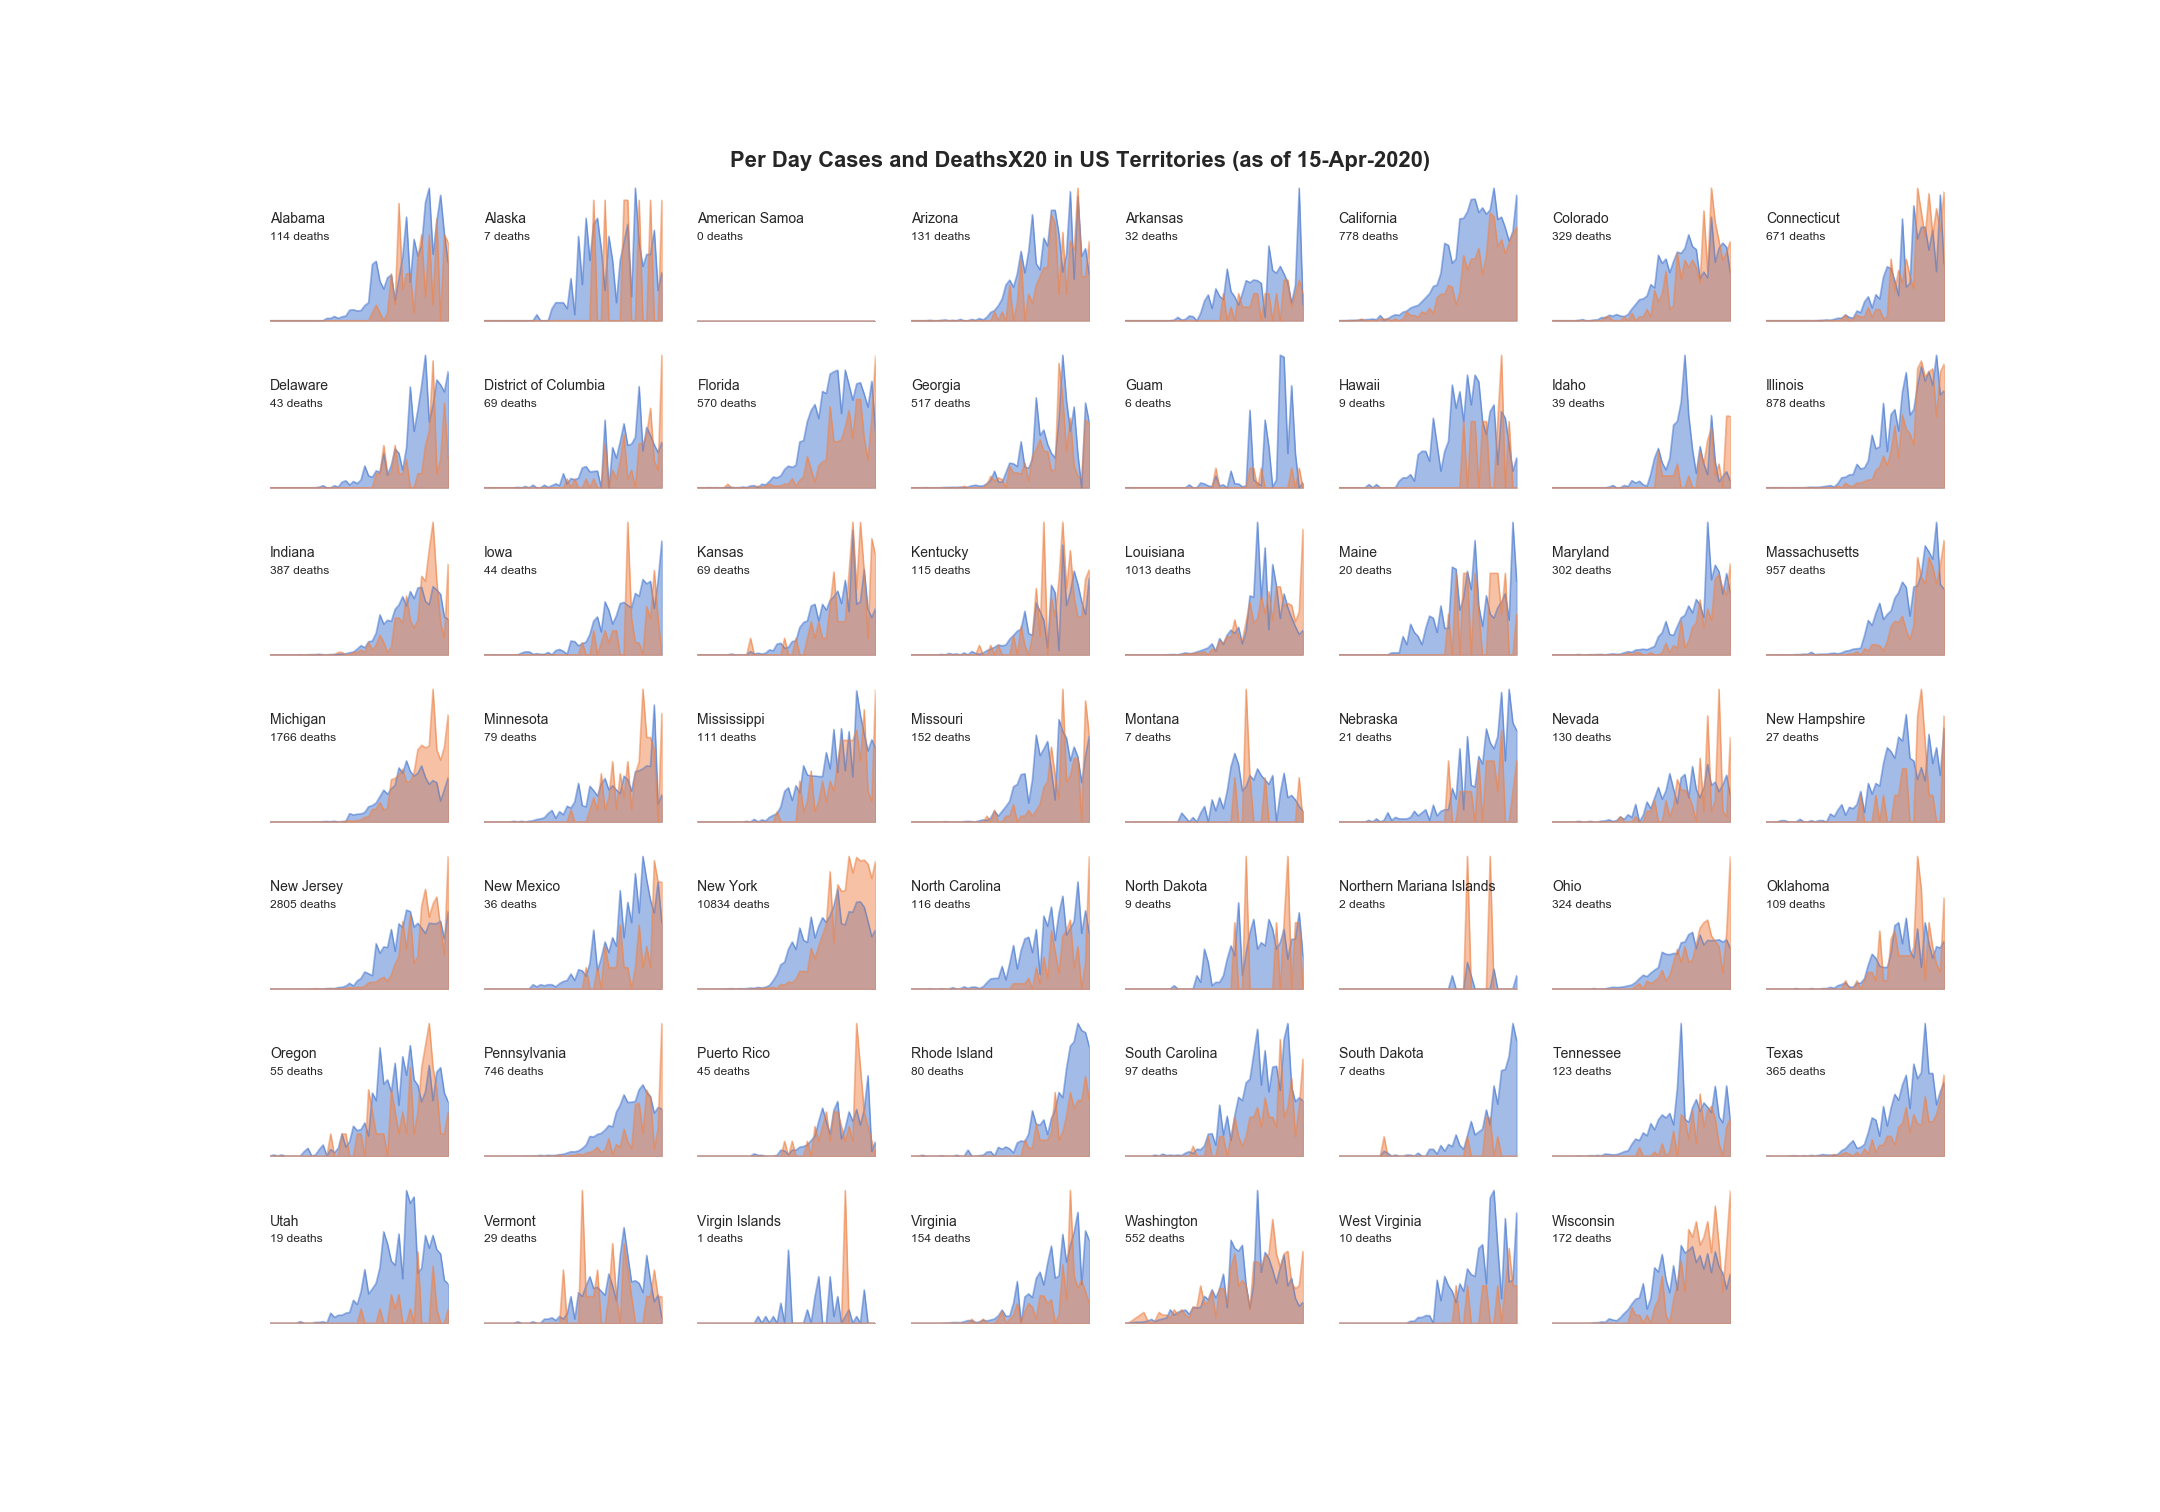 Per Day Cases and DeathsX20 in US Territories (as of 15-Apr-2020)
Alabama
114 deaths
Alaska
7 deaths
American Samoa
0 deaths
Arizona
131 deaths
Arkansas
32 deaths
California
778 deaths
Colorado
329 deaths
Connecticut
671 deaths
Delaware
43 deaths
District of Columbia
69 deaths
Florida
570 deaths
Georgia
517 deaths
Guam
6 deaths
Hawaii
9 deaths
Idaho
39 deaths
Illinois
878 deaths
Indiana
387 deaths
Iowa
44 deaths
Kansas
69 deaths
Kentucky
115 deaths
Louisiana
1013 deaths
Maine
20 deaths
Maryland
302 deaths
Massachusetts
957 deaths
Michigan
1766 deaths
Minnesota
79 deaths
Mississippi
111 deaths
Missouri
152 deaths
Montana
7 deaths
Nebraska
21 deaths
Nevada
130 deaths
New Hampshire
27 deaths
New Jersey
2805 deaths
New Mexico
36 deaths
New York
10834 deaths
North Carolina
116 deaths
North Dakota
9 deaths
Northern Mariana Islands
2 deaths
Ohio
324 deaths
Oklahoma
109 deaths
Oregon
55 deaths
Pennsylvania
746 deaths
Puerto Rico
45 deaths
Rhode Island
80 deaths
South Carolina
97 deaths
South Dakota
7 deaths
Tennessee
123 deaths
Texas
365 deaths
Utah
19 deaths
Vermont
29 deaths
Virgin Islands
1 deaths
Virginia
154 deaths
Washington
552 deaths
West Virginia
10 deaths
Wisconsin
172 deaths